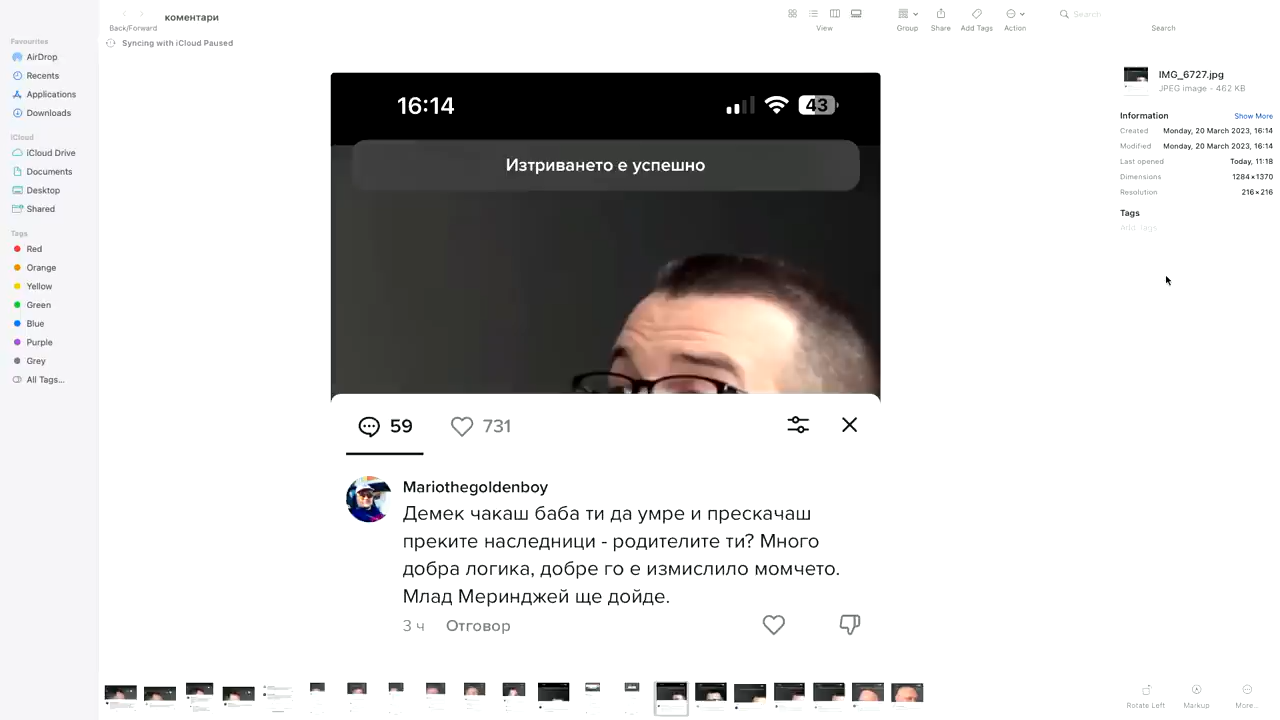 коментари
Back/Forward
View
Group
Share
Add Tags
Action
Search
Search
Syncing with iCloud Paused
Favourites
AirDrop
Recents
Applications
Downloads
iCloud
iCloud Drive
Documents
Desktop
Shared
Tags
Red
Orange
Yellow
Green
Blue
Purple
Grey
All Tags...
16:14
43
Изтриването е успешно
59
731
Mariothegoldenboy
Демек чакаш баба ти да умре и прескачаш
преките наследници - родителите ти? Много
добра логика, добре го е измислило момчето.
Млад Меринджей ще дойде.
3 ч Отговор
IMG_6727.jpg
JPEG image - 462 KB
Information Show More
Created Monday, 20 March 2023, 16:14
Modified Monday, 20 March 2023, 16:14
Last opened Today, 11:18
Dimensions 1284×1370
Resolution 216×216
Tags
Add Tags
Rotate Left
Markup
More...